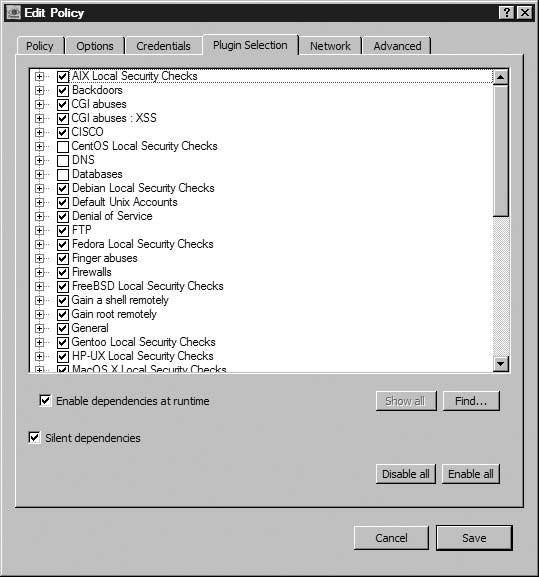 Edit Policy
Policy Options Credentials Plugin Selection Network Advanced
AIX Local Security Checks
Backdoors
CGI abuses
CGI abuses : XSS
CISCO
CentOS Local Security Checks
DNS
Databases
Debian Local Security Checks
Default Unix Accounts
Denial of Service
FTP
Fedora Local Security Checks
Finger abuses
Firewalls
FreeBSD Local Security Checks
Gain a shell remotely
Gain root remotely
General
Gentoo Local Security Checks
HP-UX Local Security Checks
MacOS X Local Security Checks
Enable dependencies at runtime Show all Find...
Silent dependencies
Disable all Enable all
Cancel Save